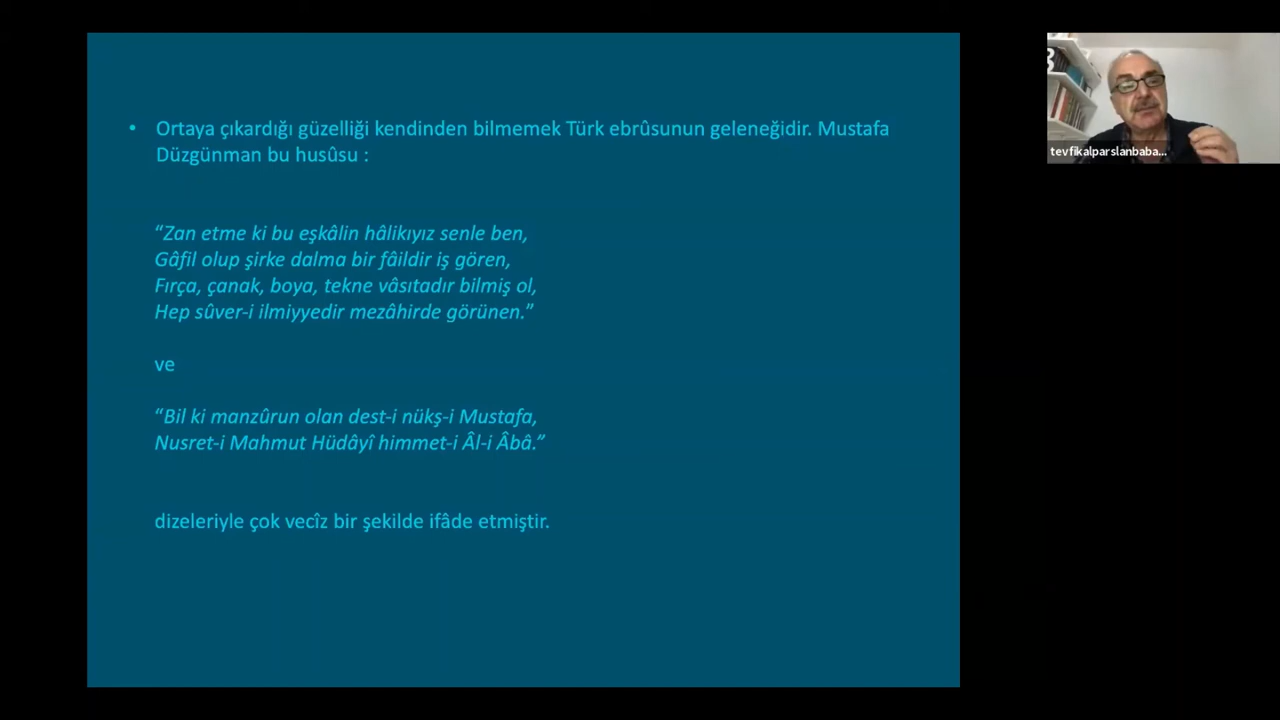 • Ortaya çıkardığı güzelliği kendinden bilmemek Türk ebrûsunun geleneğidir. Mustafa
Düzgünman bu husûsu :
“Zan etme ki bu eşkâlin hâlikıyız senle ben,
Gâfil olup şirke dalma bir fâildir iş gören,
Fırça, çanak, boya, tekne vâsıtadır bilmiş ol,
Hep sûver-i ilmiyyedir mezâhirde görünen.”
ve
“Bil ki manzûrun olan dest-i nükş-i Mustafa,
Nusret-i Mahmut Hüdâyî himmet-i Âl-i Âbâ.”
dizeleriyle çok vecîz bir şekilde ifâde etmiştir.
tevfikalparslanbaba...